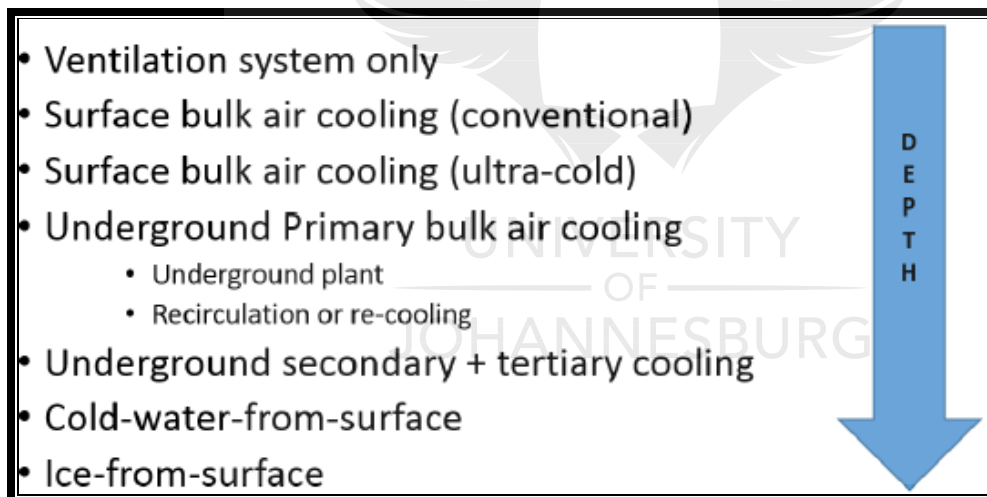 • Ventilation system only
• Surface bulk air cooling (conventional)
• Surface bulk air cooling (ultra-cold)
• Underground Primary bulk air cooling
• Underground plant
• Recirculation or re-cooling
• Underground secondary + tertiary cooling
• Cold-water-from-surface
• Ice-from-surface
DEPTH
UNIVERSITY
OF
JOHANNESBURG